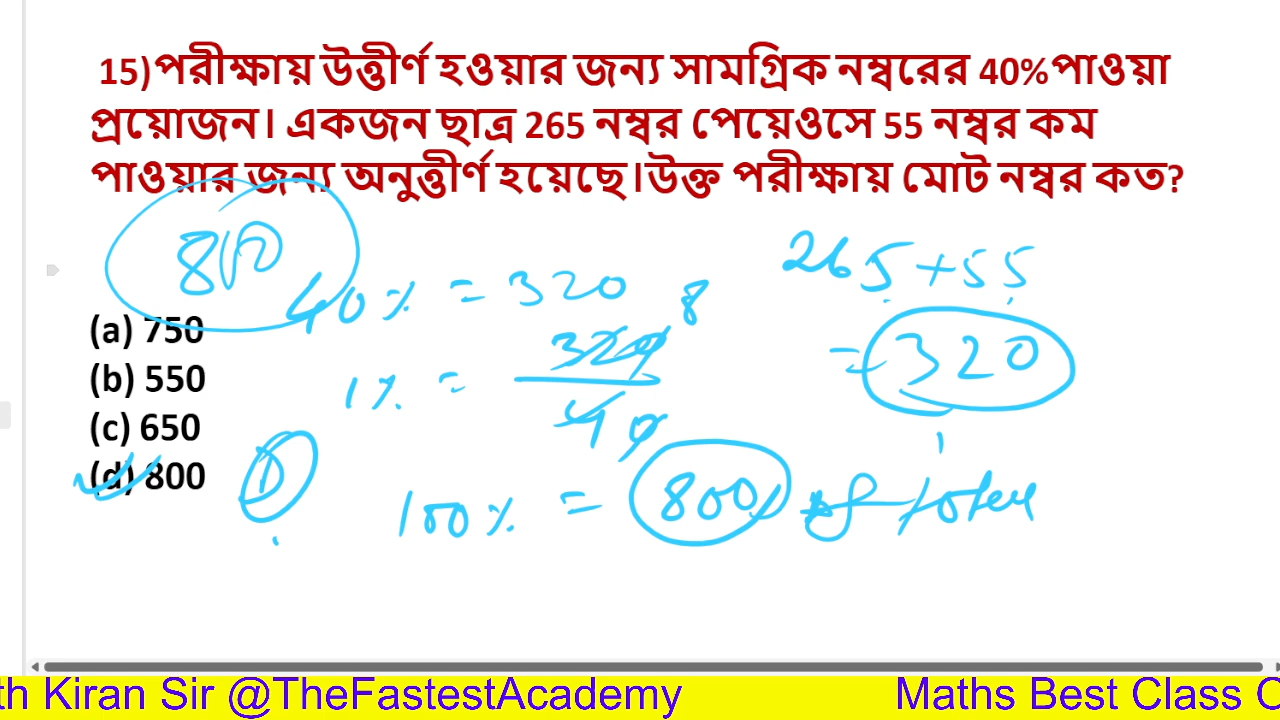 15)পরীক্ষায় উত্তীর্ণ হওয়ার জন্য সামগ্রিক নম্বরের 40%পাওয়া
প্রয়োজন। একজন ছাত্র 265 নম্বর পেয়েওসে 55 নম্বর কম
পাওয়ার জন্য অনুত্তীর্ণ হয়েছে।উক্ত পরীক্ষায় মোট নম্বর কত?
265 + 55
= 320
40% = 320
8
1% = 320
40
100% = 800
(a) 750
(b) 550
(c) 650
(d) 800
D
th Kiran Sir @TheFastestAcademy
Maths Best Class